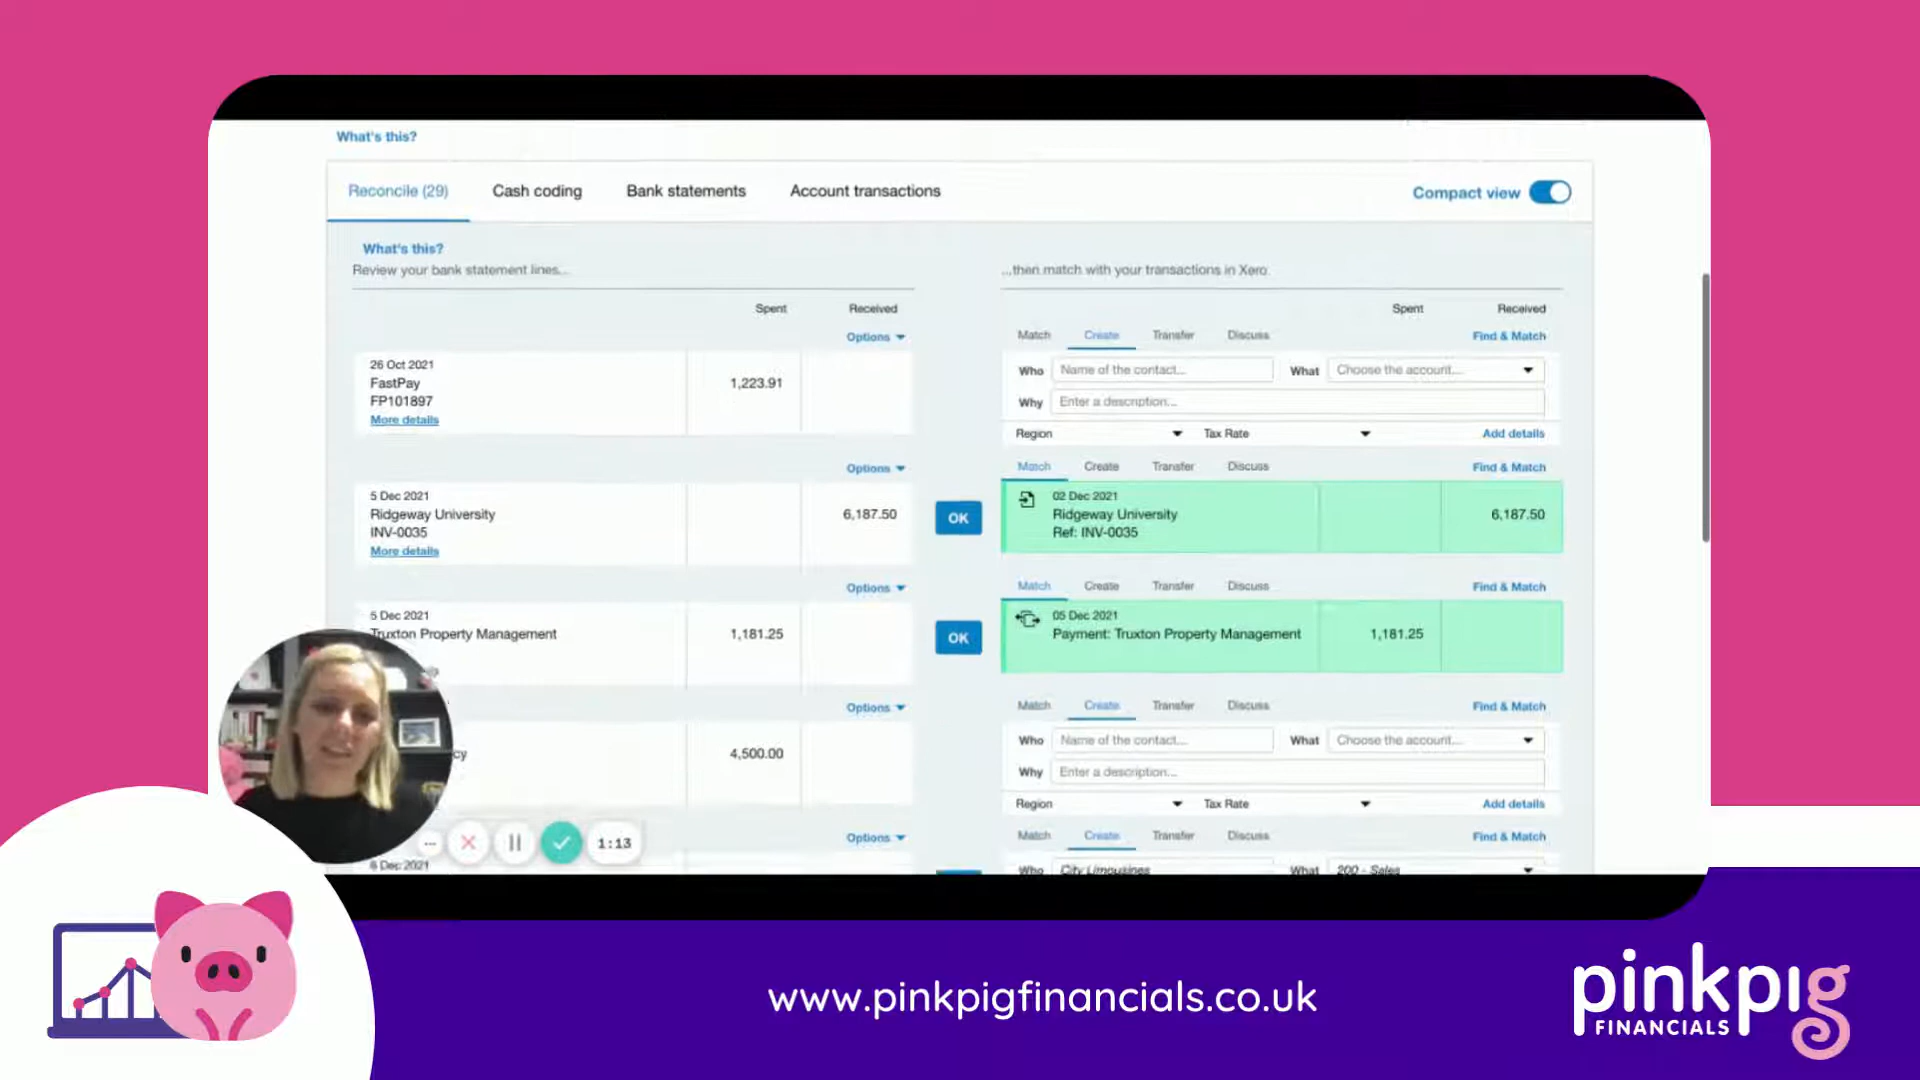 What's this?
Reconcile (29) Cash coding Bank statements Account transactions Compact view
What's this?
Review your bank statement lines... ...then match with your transactions in Xero.
Spent Received Spent Received
Options Match Create Transfer Discuss Find & Match
26 Oct 2021
FastPay 1,223.91 Who Name of the contact... What Choose the account...
FP101897 Why Enter a description...
More details
Region Tax Rate Add details
Options Match Create Transfer Discuss Find & Match
5 Dec 2021 02 Dec 2021
Ridgeway University 6,187.50 OK Ridgeway University 6,187.50
INV-0035 Ref: INV-0035
More details
Options Match Create Transfer Discuss Find & Match
5 Dec 2021 05 Dec 2021
Truxton Property Management 1,181.25 OK Payment: Truxton Property Management 1,181.25
Options Match Create Transfer Discuss Find & Match
cy 4,500.00 Who Name of the contact... What Choose the account...
Why Enter a description...
Region Tax Rate Add details
Options Match Create Transfer Discuss Find & Match
1:13
6 Dec 2021 Who City Limousines What 200 - Sales
www.pinkpigfinancials.co.uk
pinkpig
FINANCIALS